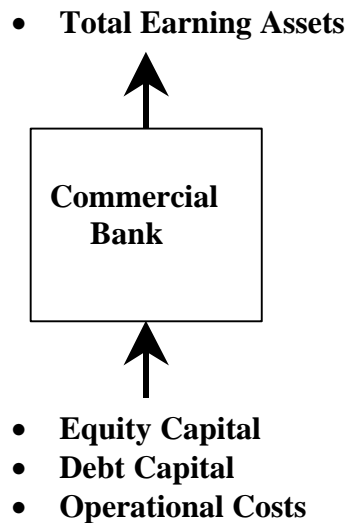 • Total Earning Assets
Commercial
Bank
• Equity Capital
• Debt Capital
• Operational Costs